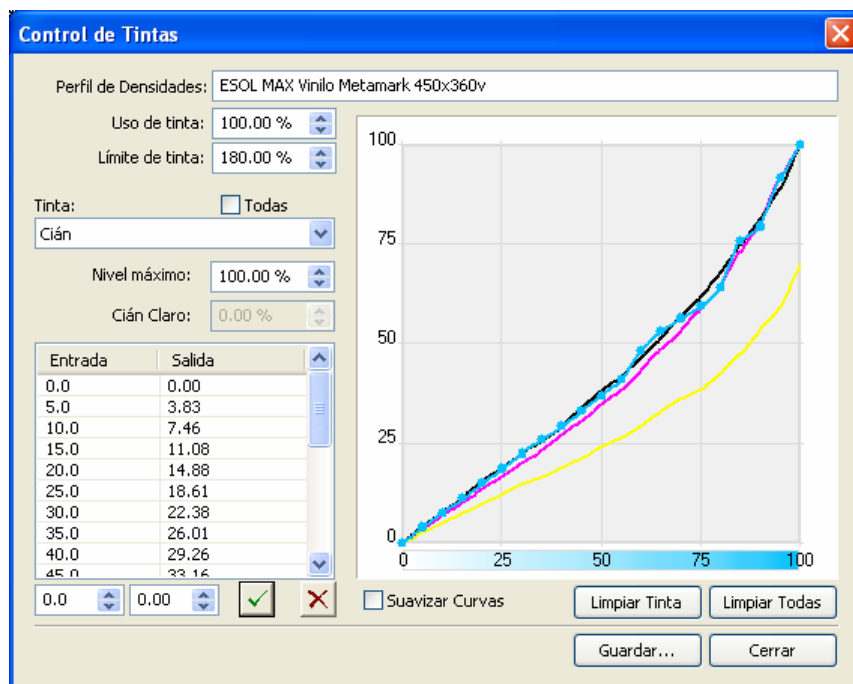 Control de Tintas
Perfil de Densidades: ESOL MAX Vinilo Metamark 450x360v
Uso de tinta: 100.00 %
Límite de tinta: 180.00 %
Tinta: Todas
Cián
Nivel máximo: 100.00 %
Cián Claro: 0.00 %
Entrada Salida
0.0 0.00
5.0 3.83
10.0 7.46
15.0 11.08
20.0 14.88
25.0 18.61
30.0 22.38
35.0 26.01
40.0 29.26
45.0 33.16
0.0 0.00
100
75
50
25
0
0 25 50 75 100
Suavizar Curvas
Limpiar Tinta
Limpiar Todas
Guardar...
Cerrar